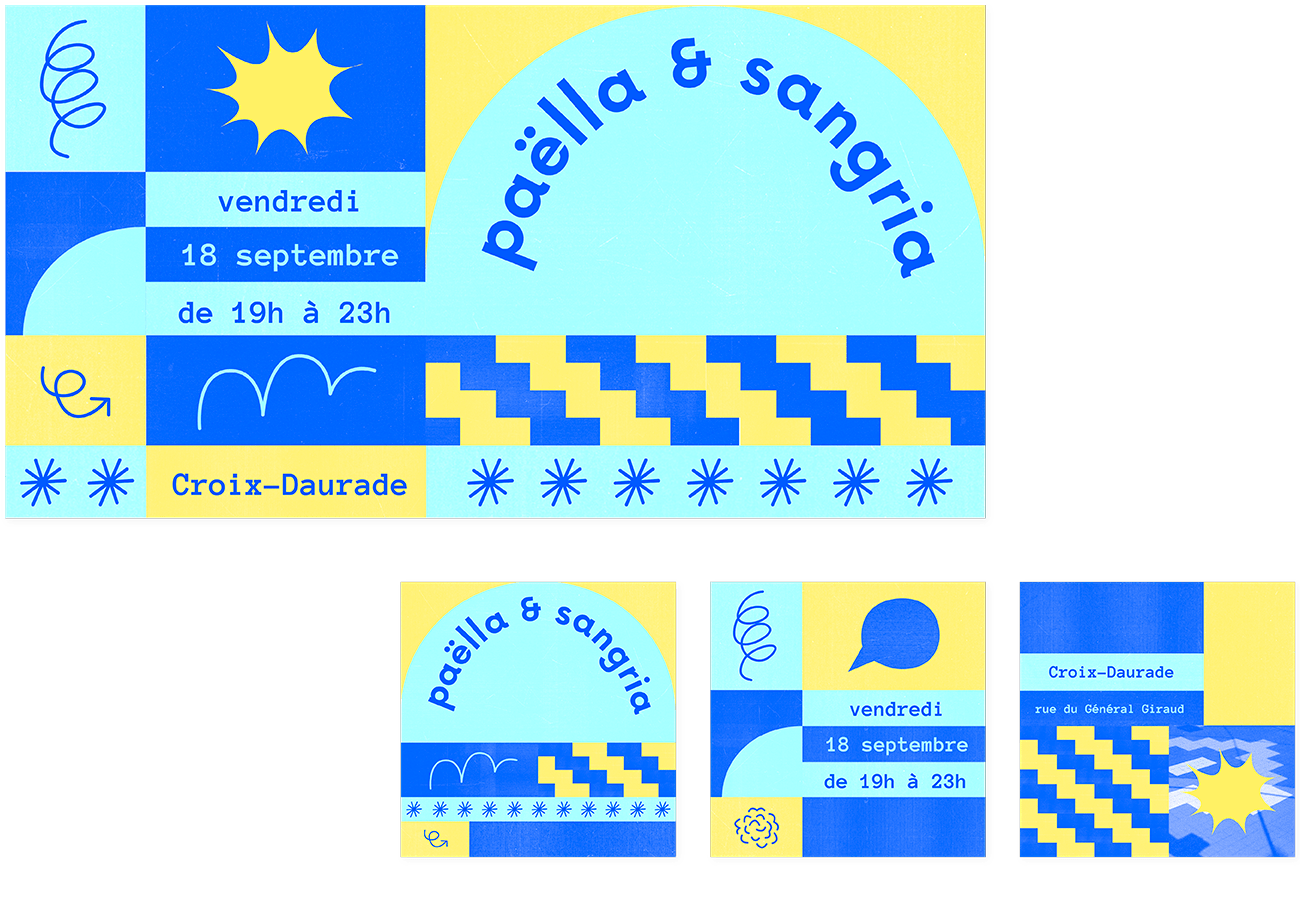 paëlla & sangria
vendredi
18 septembre
de 19h à 23h
Croix-Daurade
paëlla & sangria
vendredi
18 septembre
de 19h à 23h
Croix-Daurade
rue du Général Giraud